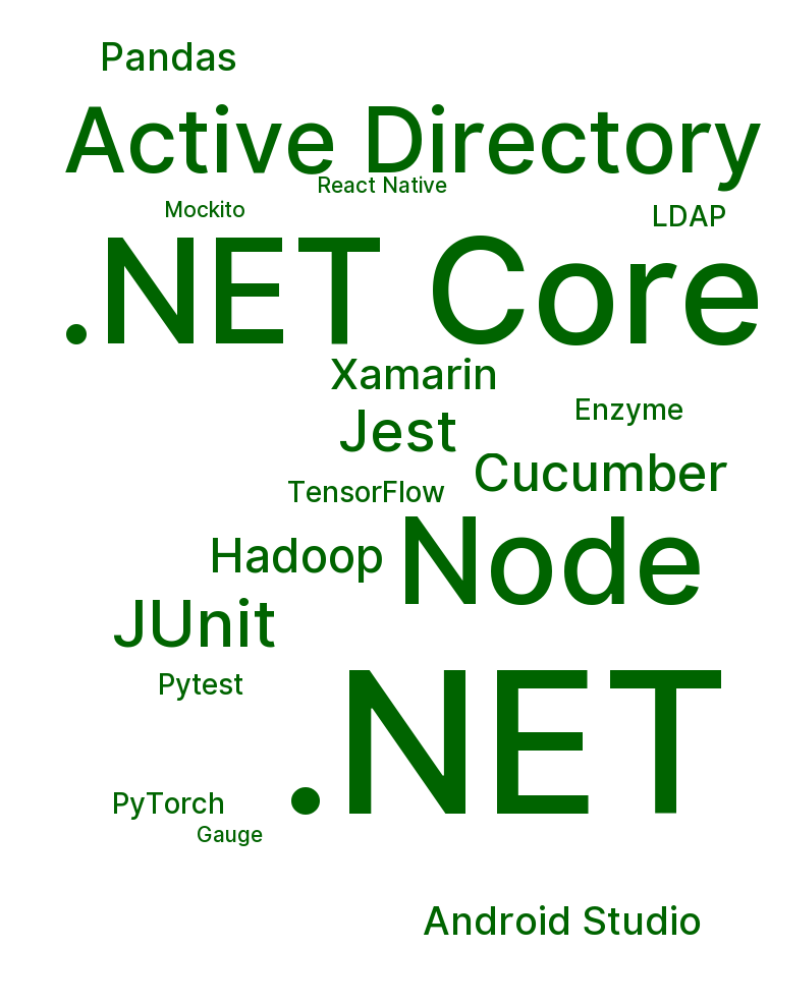 Pandas
Active Directory
React Native
Mockito
LDAP
.NET Core
Xamarin
Enzyme
Jest
Cucumber
TensorFlow
Hadoop
Node
JUnit
Pytest
.NET
PyTorch
Gauge
Android Studio